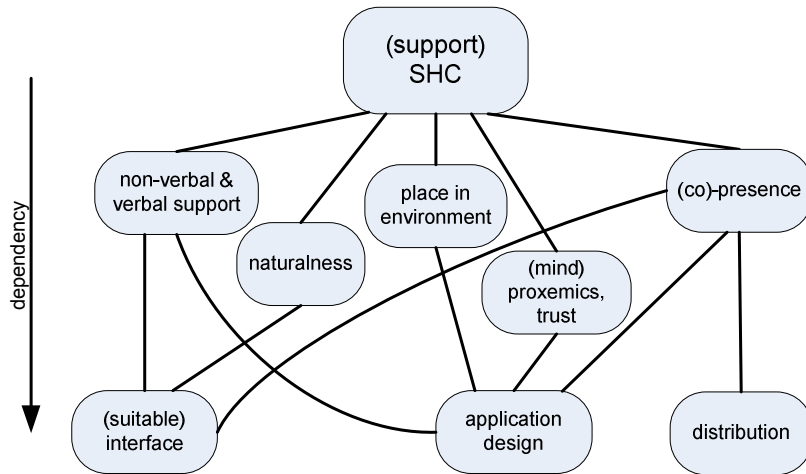 (support)
SHC
non-verbal &
verbal support
place in
environment
(co)-presence
naturalness
(mind)
proxemics,
trust
dependency
(suitable)
interface
application
design
distribution